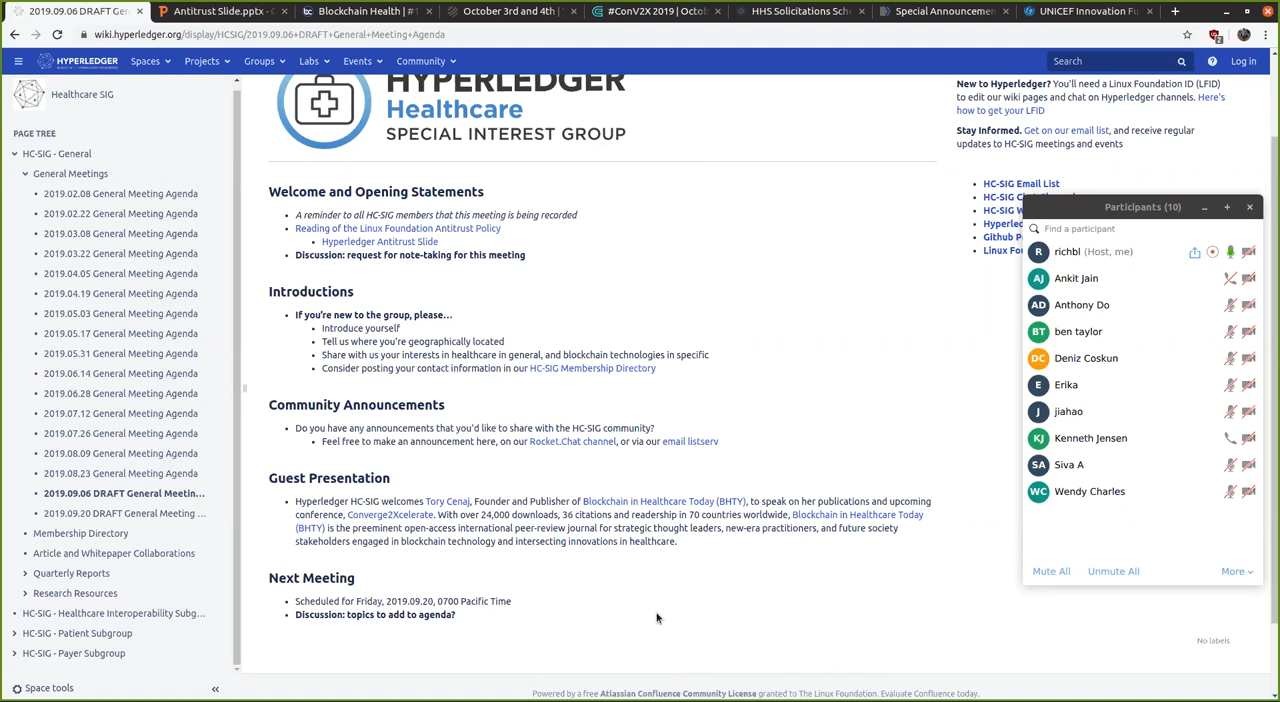 2019.09.06 DRAFT Gen
Antitrust Slide.pptx -
Blockchain Health | #1
October 3rd and 4th |
#ConV2X 2019 | Octob
HHS Solicitations Sch
Special Announcemen
UNICEF Innovation Fu
wiki.hyperledger.org/display/HCSIG/2019.09.06+DRAFT+General+Meeting+Agenda
2
HYPERLEDGER
Spaces
Projects
Groups
Labs
Events
Community
Search
Log in
Healthcare SIG
PAGE TREE
HC-SIG - General
General Meetings
2019.02.08 General Meeting Agenda
2019.02.22 General Meeting Agenda
2019.03.08 General Meeting Agenda
2019.03.22 General Meeting Agenda
2019.04.05 General Meeting Agenda
2019.04.19 General Meeting Agenda
2019.05.03 General Meeting Agenda
2019.05.17 General Meeting Agenda
2019.05.31 General Meeting Agenda
2019.06.14 General Meeting Agenda
2019.06.28 General Meeting Agenda
2019.07.12 General Meeting Agenda
2019.07.26 General Meeting Agenda
2019.08.09 General Meeting Agenda
2019.08.23 General Meeting Agenda
2019.09.06 DRAFT General Meetin...
2019.09.20 DRAFT General Meeting ...
Membership Directory
Article and Whitepaper Collaborations
Quarterly Reports
Research Resources
HC-SIG - Healthcare Interoperability Subg...
HC-SIG - Patient Subgroup
HC-SIG - Payer Subgroup
Space tools
HYPERLEDGER
Healthcare
SPECIAL INTEREST GROUP
Welcome and Opening Statements
A reminder to all HC-SIG members that this meeting is being recorded
Reading of the Linux Foundation Antitrust Policy
Hyperledger Antitrust Slide
Discussion: request for note-taking for this meeting
Introductions
If you're new to the group, please...
Introduce yourself
Tell us where you're geographically located
Share with us your interests in healthcare in general, and blockchain technologies in specific
Consider posting your contact information in our HC-SIG Membership Directory
Community Announcements
Do you have any announcements that you'd like to share with the HC-SIG community?
Feel free to make an announcement here, on our Rocket.Chat channel, or via our email listserv
Guest Presentation
Hyperledger HC-SIG welcomes Tory Cenaj, Founder and Publisher of Blockchain in Healthcare Today (BHTY), to speak on her publications and upcoming
conference, Converge2Xcelerate. With over 24,000 downloads, 36 citations and readership in 70 countries worldwide, Blockchain in Healthcare Today
(BHTY) is the preeminent open-access international peer-review journal for strategic thought leaders, new-era practitioners, and future society
stakeholders engaged in blockchain technology and intersecting innovations in healthcare.
Next Meeting
Scheduled for Friday, 2019.09.20, 0700 Pacific Time
Discussion: topics to add to agenda?
New to Hyperledger? You'll need a Linux Foundation ID (LFID)
to edit our wiki pages and chat on Hyperledger channels. Here's
how to get your LFID
Stay Informed. Get on our email list, and receive regular
updates to HC-SIG meetings and events
HC-SIG Email List
HC-SIG
HC-SIG W
Hyperled
Github P
Linux Fo
Participants (10)
Find a participant
R richbl (Host, me)
AJ Ankit Jain
AD Anthony Do
BT ben taylor
DC Deniz Coskun
E Erika
J jiahao
KJ Kenneth Jensen
SA Siva A
WC Wendy Charles
Mute All
Unmute All
More
No labels
Powered by a free Atlassian Confluence Community License granted to The Linux Foundation. Evaluate Confluence today.